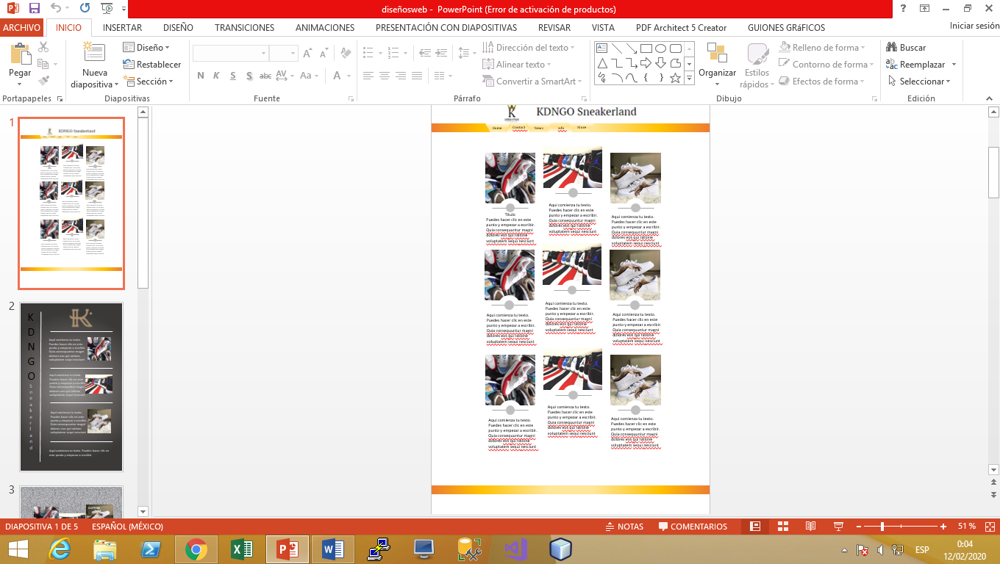 diseñosweb - PowerPoint (Error de activación de productos)
?
ARCHIVO INICIO INSERTAR DISEÑO TRANSICIONES ANIMACIONES PRESENTACIÓN CON DIAPOSITIVAS REVISAR VISTA PDF Architect 5 Creator GUIONES GRáFICOS Iniciar sesión
Pegar
Portapapeles
Nueva
diapositiva
Diseño
Restablecer
Sección
Diapositivas
N K S S abc AV Aa A
Fuente
Dirección del texto
Alinear texto
Convertir a SmartArt
Párrafo
Organizar
Estilos
rápidos
Relleno de forma
Contorno de forma
Efectos de forma
Dibujo
Buscar
Reemplazar
Seleccionar
Edición
1
KDNGO Sneakerland
2
K
D
N
G
O
S
n
e
a
k
e
r
l
a
n
d
Aqui comienza tu texto.
Puedes hacer clic en este
punto y empezar a escribir.
Quia consequuntur magni
dolores eos qui ratione
voluptatem sequi nesciunt
Aqui comienza tu texto.
Puedes hacer clic en este
punto y empezar a escribir.
Quia consequuntur magni
dolores eos qui ratione
voluptatem sequi nesciunt
Aqui comienza tu texto.
Puedes hacer clic en este
punto y empezar a escribir.
Quia consequuntur magni
dolores eos qui ratione
voluptatem sequi nesciunt
Aqui comienza tu texto. Puedes hacer clic en
este punto y empezar a escribir.
3
CUSTOM
K
KDNGO Sneakerland
Home Contact News Info More
Título
Puedes hacer clic en este
punto y empezar a escribir.
Quia consequuntur magni
dolores eos qui ratione
voluptatem sequi nesciunt
Aqui comienza tu texto.
Puedes hacer clic en este
punto y empezar a escribir.
Quia consequuntur magni
dolores eos qui ratione
voluptatem sequi nesciunt
Aqui comienza tu texto.
Puedes hacer clic en este
punto y empezar a escribir.
Quia consequuntur magni
dolores eos qui ratione
voluptatem sequi nesciunt
Aqui comienza tu texto.
Puedes hacer clic en este
punto y empezar a escribir.
Quia consequuntur magni
dolores eos qui ratione
voluptatem sequi nesciunt
Aqui comienza tu texto.
Puedes hacer clic en este
punto y empezar a escribir.
Quia consequuntur magni
dolores eos qui ratione
voluptatem sequi nesciunt
Aqui comienza tu texto.
Puedes hacer clic en este
punto y empezar a escribir.
Quia consequuntur magni
dolores eos qui ratione
voluptatem sequi nesciunt
Aqui comienza tu texto.
Puedes hacer clic en este
punto y empezar a escribir.
Quia consequuntur magni
dolores eos qui ratione
voluptatem sequi nesciunt
Aqui comienza tu texto.
Puedes hacer clic en este
punto y empezar a escribir.
Quia consequuntur magni
dolores eos qui ratione
voluptatem sequi nesciunt
Aqui comienza tu texto.
Puedes hacer clic en este
punto y empezar a escribir.
Quia consequuntur magni
dolores eos qui ratione
voluptatem sequi nesciunt
DIAPOSITIVA 1 DE 5 ESPAÑOL (MÉXICO) NOTAS COMENTARIOS 51 %
ESP
0:04
12/02/2020